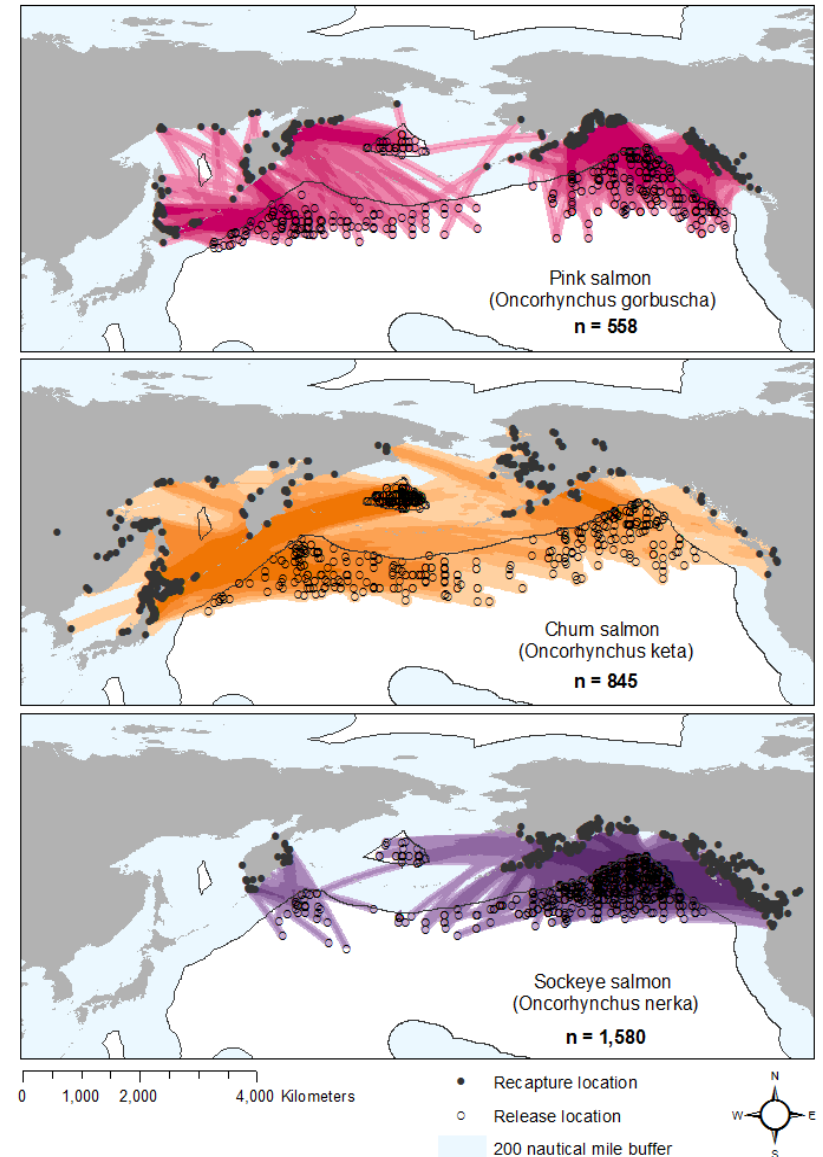 Pink salmon
(Oncorhynchus gorbuscha)
n = 558
Chum salmon
(Oncorhynchus keta)
n = 845
Sockeye salmon
(Oncorhynchus nerka)
n = 1,580
0 1,000 2,000 4,000 Kilometers
Recapture location
Release location
200 nautical mile buffer
N
W E
S